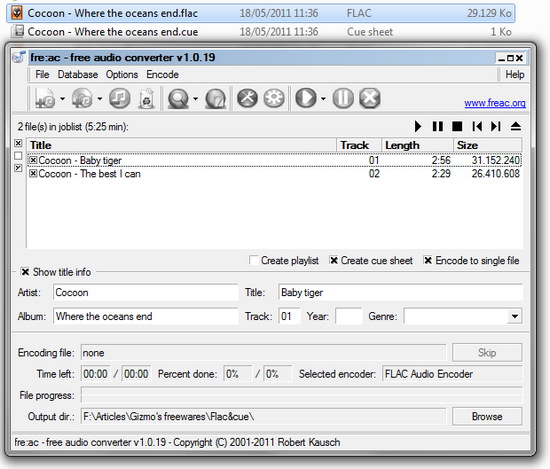 Cocoon - Where the oceans end.flac 18/05/2011 11:36 FLAC 29.129 Ko
Cocoon - Where the oceans end.cue 18/05/2011 11:36 Cue sheet 1 Ko
fre:ac - free audio converter v1.0.19
File Database Options Encode Help
www.freac.org
2 file(s) in joblist (5:25 min):
Title Track Length Size
Cocoon - Baby tiger 01 2:56 31.152.240
Cocoon - The best I can 02 2:29 26.410.608
Create playlist Create cue sheet Encode to single file
Show title info
Artist: Cocoon Title: Baby tiger
Album: Where the oceans end Track: 01 Year: Genre:
Encoding file: none Skip
Time left: 00:00 / 00:00 Percent done: 0% / 0% Selected encoder: FLAC Audio Encoder
File progress:
Output dir.: F:\Articles\Gizmo's freewares\Flac&cue\ Browse
fre:ac - free audio converter v1.0.19 - Copyright (C) 2001-2011 Robert Kausch